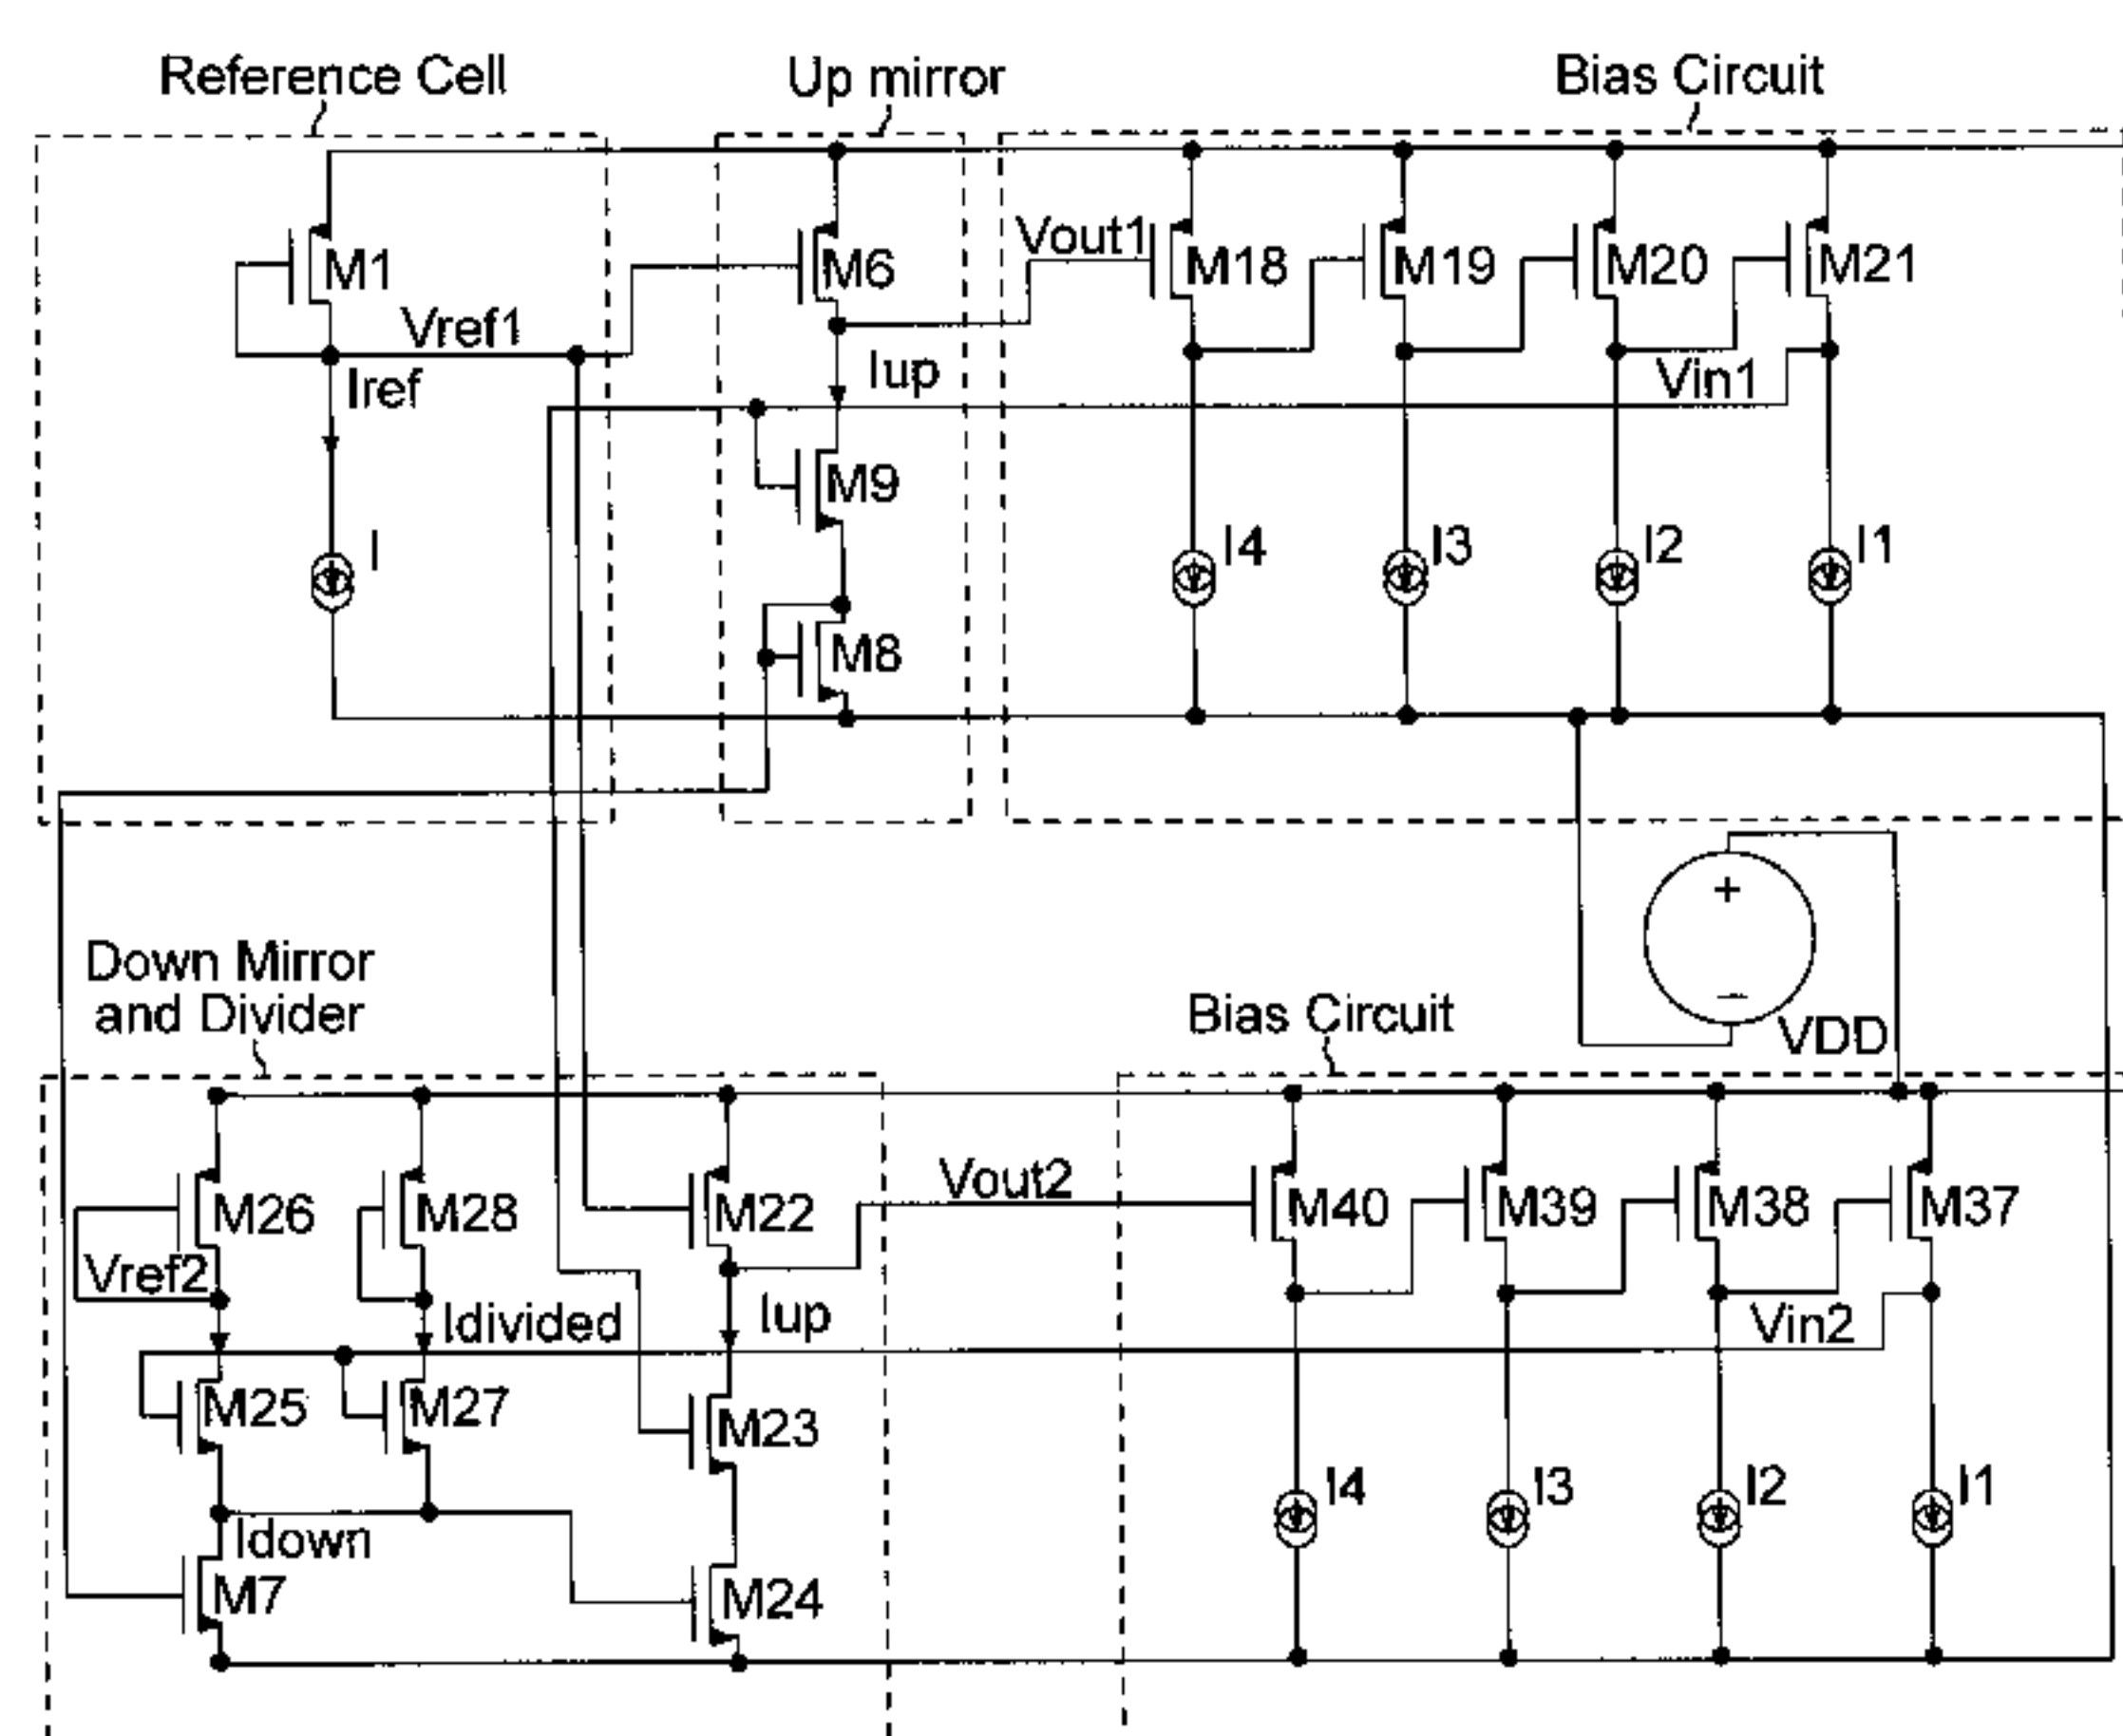 Reference Cell
Up mirror
Bias Circuit
M1
M6
Vout1
M18
M19
M20
M21
Vref1
Iref
Iup
Vin1
M9
I
I4
I3
I2
I1
M8
+
−
VDD
Down Mirror
and Divider
Bias Circuit
M26
M28
M22
Vout2
M40
M39
M38
M37
Vref2
Idivided
Iup
Vin2
M25
M27
M23
Idown
I4
I3
I2
I1
M7
M24